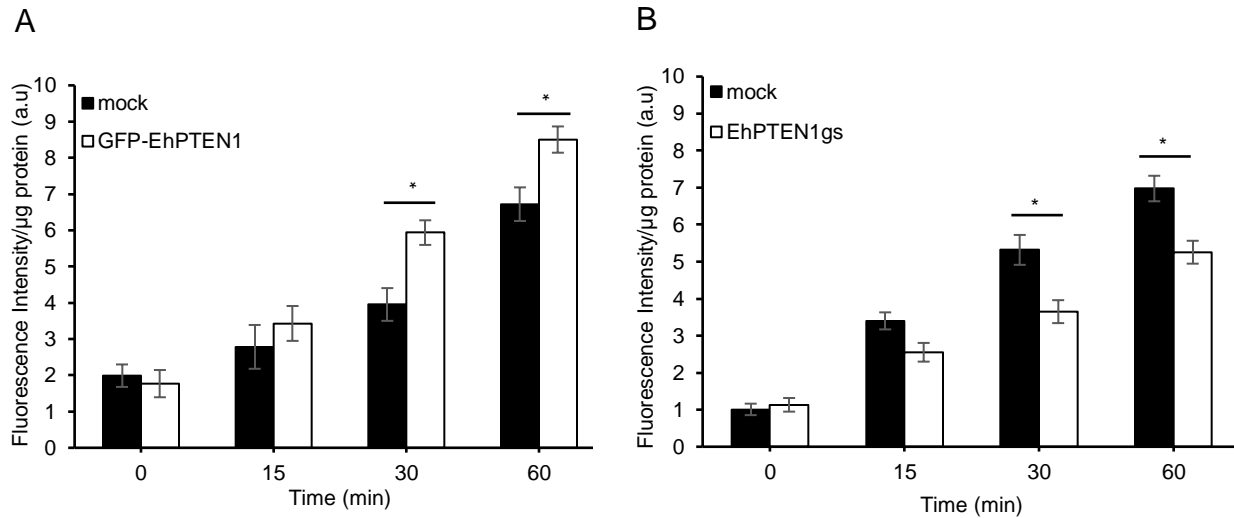 A
Fluorescence Intensity/µg protein (a.u)
10
9
8
7
6
5
4
3
2
1
0
mock
GFP-EhPTEN1
*
*
0 15 30 60
Time (min)
B
Fluorescence Intensity/µg protein (a.u)
10
9
8
7
6
5
4
3
2
1
0
mock
EhPTEN1gs
*
*
0 15 30 60
Time (min)